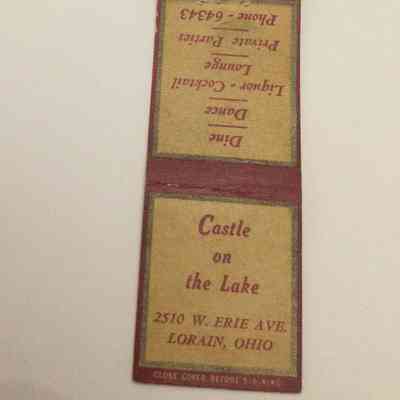 Castle
on
the Lake
2510 W. ERIE AVE.
LORAIN, OHIO
CLOSE COVER BEFORE
Dine
Dance
Liquor - Cocktail
Lounge
Private Parties
Phone - 64343